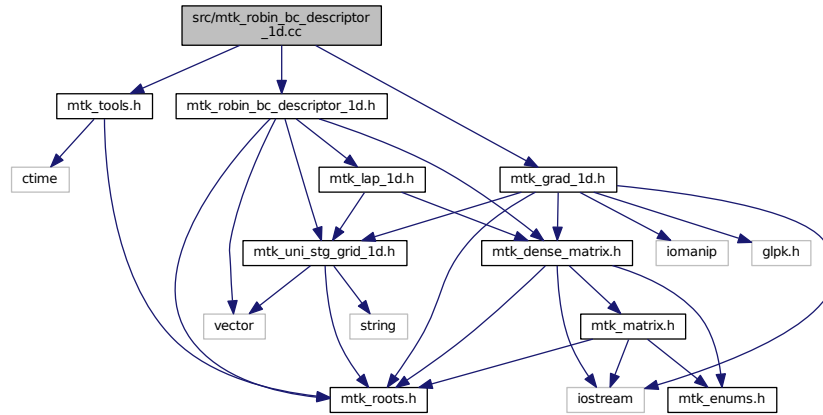 src/mtk_robin_bc_descriptor
_1d.cc
mtk_tools.h
mtk_robin_bc_descriptor_1d.h
ctime
mtk_lap_1d.h
mtk_grad_1d.h
mtk_uni_stg_grid_1d.h
mtk_dense_matrix.h
iomanip
glpk.h
vector
string
mtk_matrix.h
mtk_roots.h
iostream
mtk_enums.h